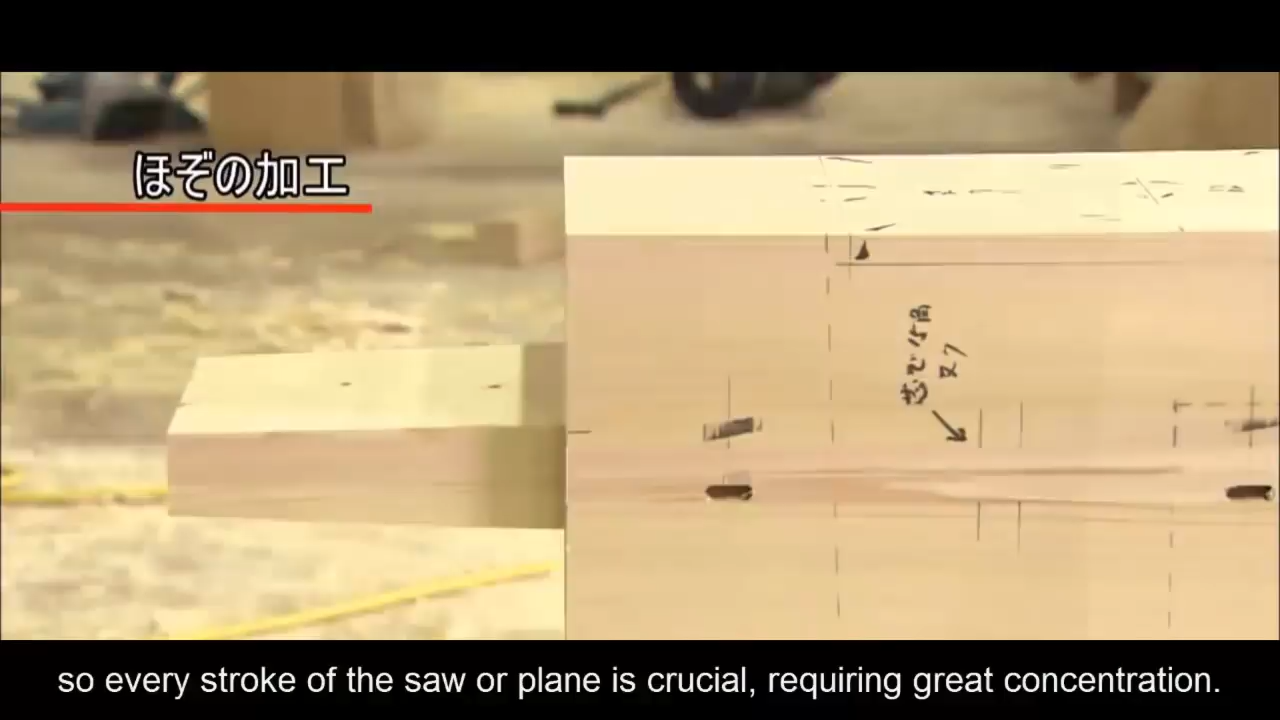 ほぞの加工
so every stroke of the saw or plane is crucial, requiring great concentration.